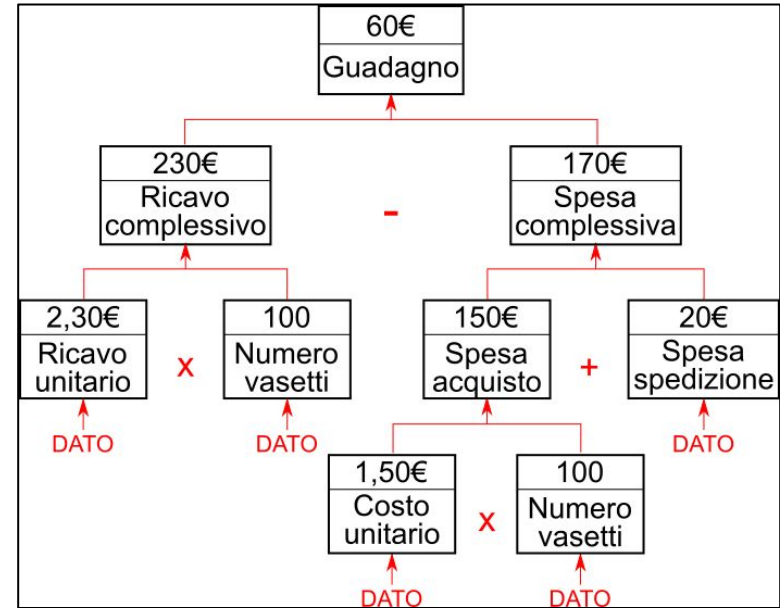 60€
Guadagno
230€
Ricavo
complessivo
-
170€
Spesa
complessiva
2,30€
Ricavo
unitario
x
100
Numero
vasetti
150€
Spesa
acquisto
+
20€
Spesa
spedizione
DATO
DATO
DATO
1,50€
Costo
unitario
x
100
Numero
vasetti
DATO
DATO